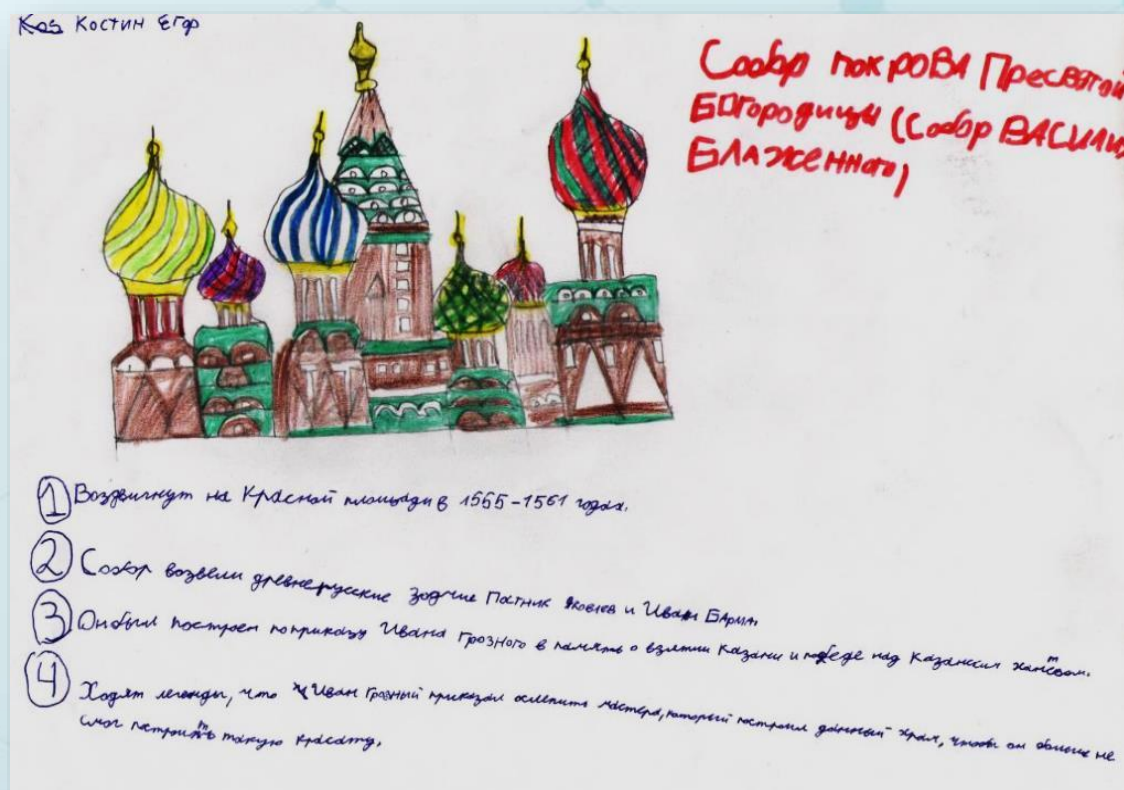 Коs Костин Егор
Собор покрова Пресвятой
Богородицы (Собор ВАСИЛИЯ
Блаженного)
1 Воздвигнут на Красной площади в 1555-1561 годах.
2 Собор возвели древнерусские зодчие Постник Яковлев и Иван Барма.
3 Он был построен по приказу Ивана Грозного в память о взятии Казани и победе над Казанским ханством.
4 Ходят легенды, что Иван Грозный приказал ослепить мастера, который построил данный храм, чтобы он больше не
смог построить такую красоту.